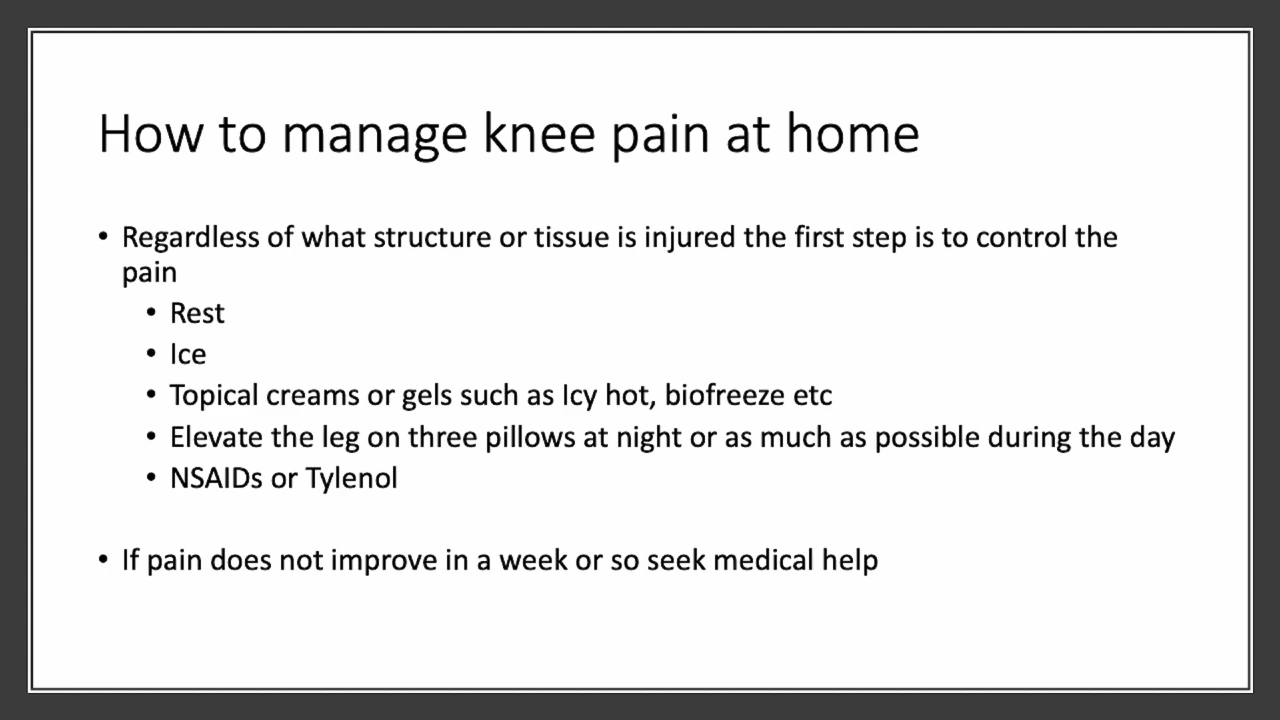 How to manage knee pain at home
• Regardless of what structure or tissue is injured the first step is to control the
pain
• Rest
• Ice
• Topical creams or gels such as Icy hot, biofreeze etc
• Elevate the leg on three pillows at night or as much as possible during the day
• NSAIDs or Tylenol
• If pain does not improve in a week or so seek medical help